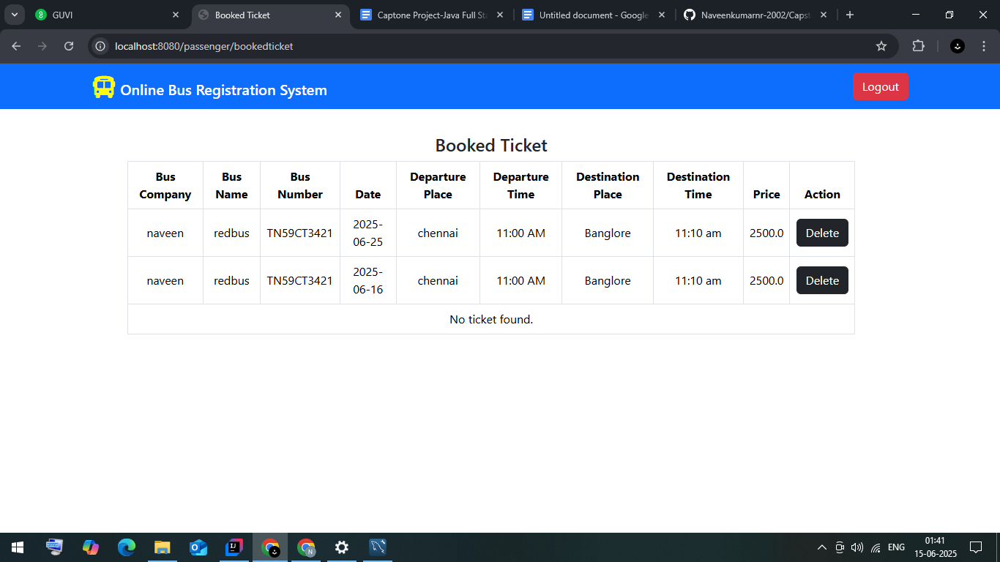 GUVI
Booked Ticket
Captone Project-Java Full Sta
Untitled document - Google
Naveenkumarnr-2002/Capst
localhost:8080/passenger/bookedticket
Online Bus Registration System
Logout
Booked Ticket
Bus Company
Bus Name
Bus Number
Date
Departure Place
Departure Time
Destination Place
Destination Time
Price
Action
naveen
redbus
TN59CT3421
2025-06-25
chennai
11:00 AM
Banglore
11:10 am
2500.0
Delete
naveen
redbus
TN59CT3421
2025-06-16
chennai
11:00 AM
Banglore
11:10 am
2500.0
Delete
No ticket found.
ENG
01:41
15-06-2025